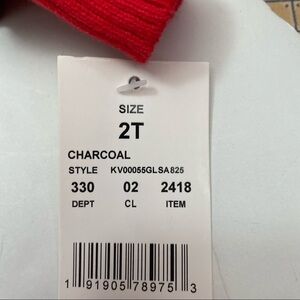 SIZE
2T
CHARCOAL
STYLE KV00055GLSA825
330 02 2418
DEPT CL ITEM
1 91905 78975 3